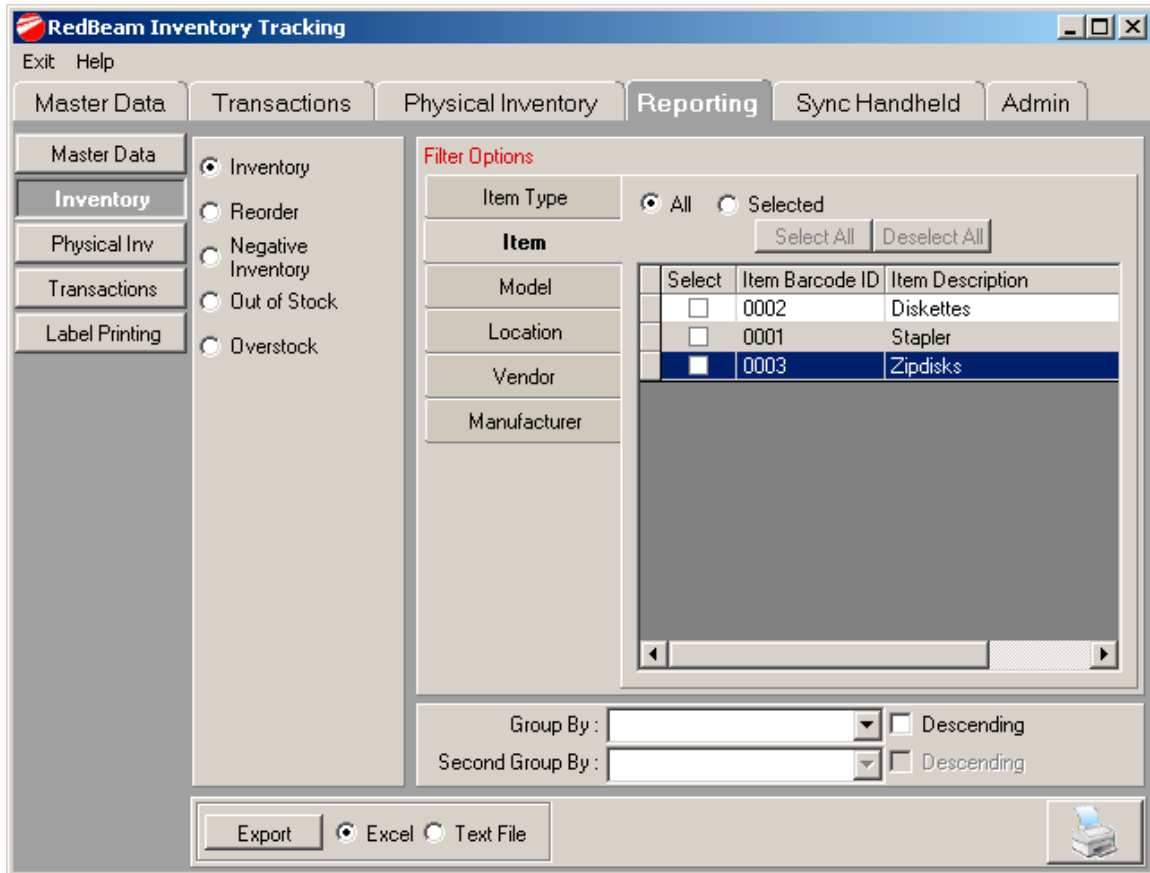 RedBeam Inventory Tracking
Exit Help
Master Data Transactions Physical Inventory Reporting Sync Handheld Admin
Master Data
Inventory
Physical Inv
Transactions
Label Printing
Inventory
Reorder
Negative
Inventory
Out of Stock
Overstock
Filter Options
Item Type
Item
Model
Location
Vendor
Manufacturer
All Selected
Select All Deselect All
Select Item Barcode ID Item Description
0002 Diskettes
0001 Stapler
0003 Zipdisks
Group By : Descending
Second Group By : Descending
Export Excel Text File